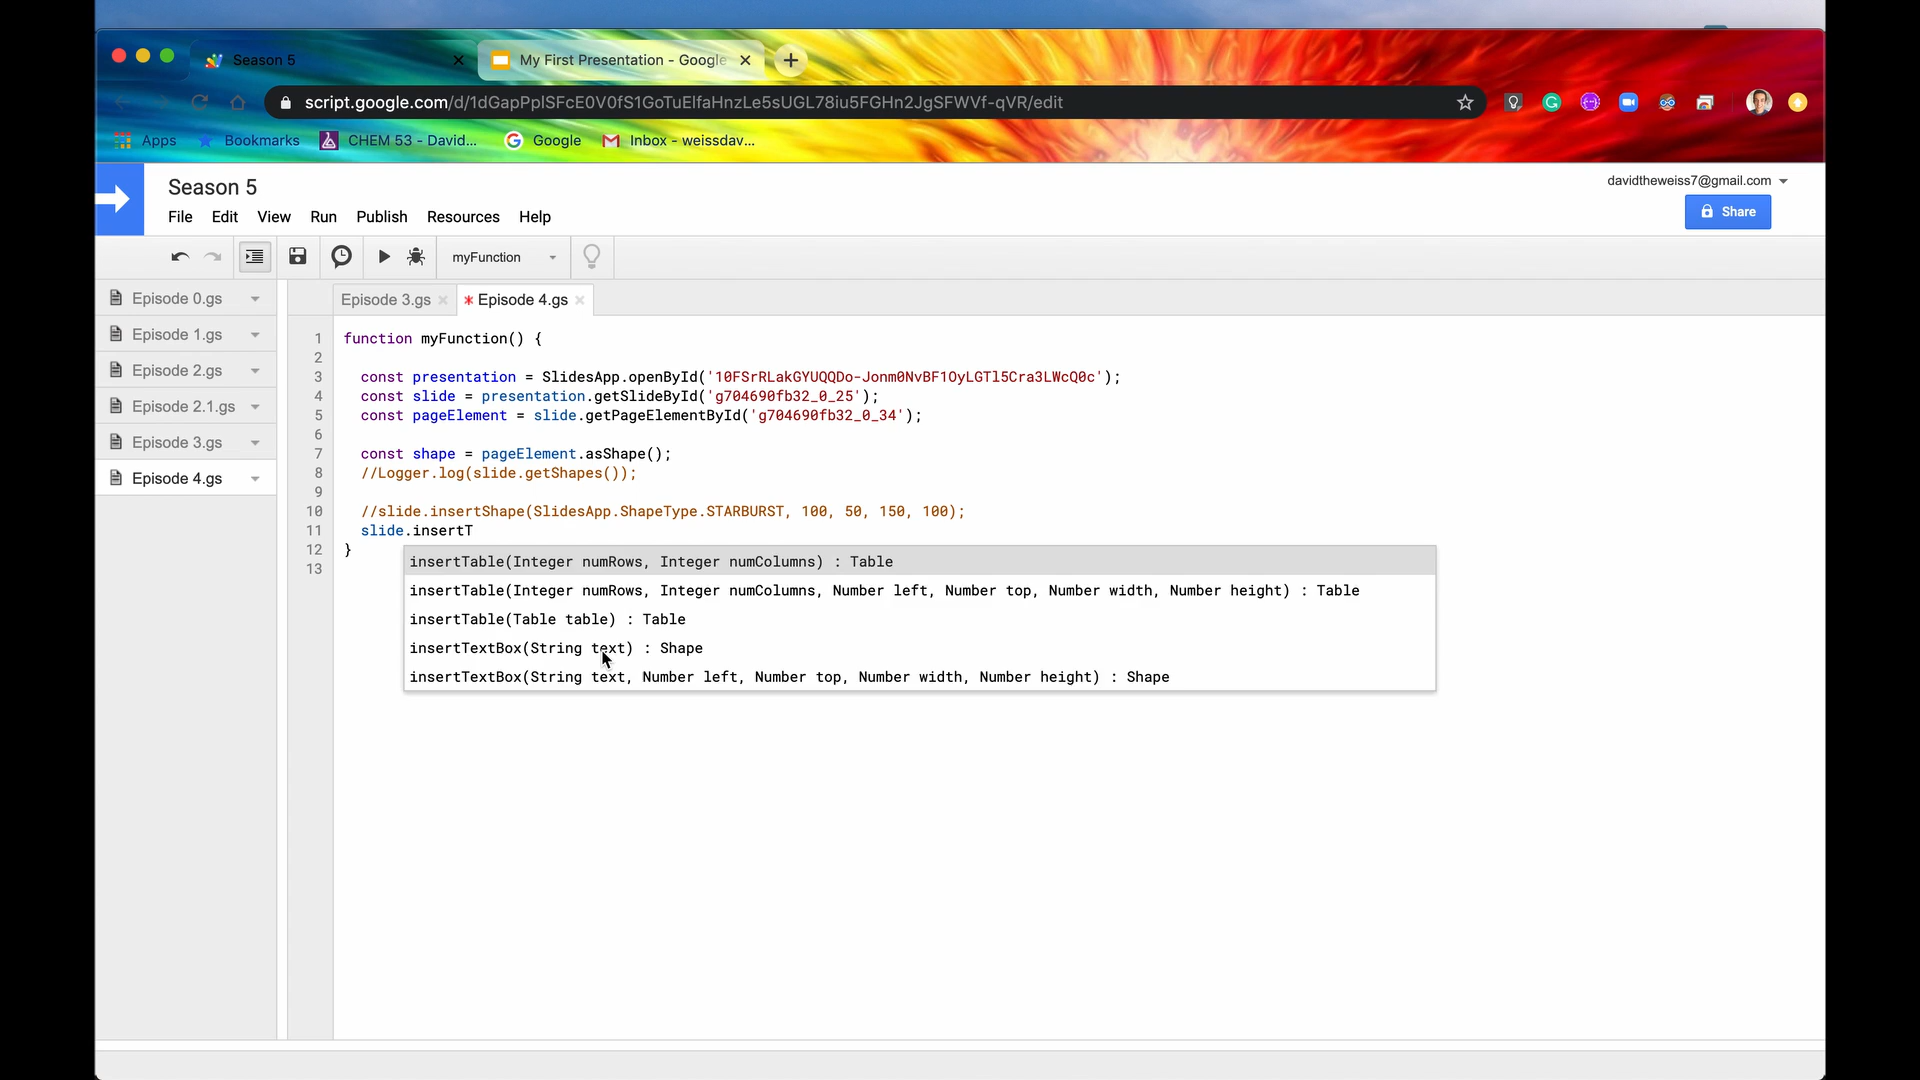 Season 5
My First Presentation - Google
script.google.com/d/1dGapPpISFcE0V0fS1GoTuElfaHnzLe5sUGL78iu5FGHn2JgSFWVf-qVR/edit
Apps Bookmarks CHEM 53 - David... Google Inbox - weissdav...
Season 5
davidtheweiss7@gmail.com
File Edit View Run Publish Resources Help
Share
myFunction
Episode 0.gs
Episode 1.gs
Episode 2.gs
Episode 2.1.gs
Episode 3.gs
Episode 4.gs
Episode 3.gs * Episode 4.gs
1 function myFunction() {
2
3 const presentation = SlidesApp.openById('10FSrRLakGYUQQDo-Jonm0NvBF1OyLGTl5Cra3LWcQ0c');
4 const slide = presentation.getSlideById('g704690fb32_0_25');
5 const pageElement = slide.getPageElementById('g704690fb32_0_34');
6
7 const shape = pageElement.asShape();
8 //Logger.log(slide.getShapes());
9
10 //slide.insertShape(SlidesApp.ShapeType.STARBURST, 100, 50, 150, 100);
11 slide.insertT
12 }
13
insertTable(Integer numRows, Integer numColumns) : Table
insertTable(Integer numRows, Integer numColumns, Number left, Number top, Number width, Number height) : Table
insertTable(Table table) : Table
insertTextBox(String text) : Shape
insertTextBox(String text, Number left, Number top, Number width, Number height) : Shape